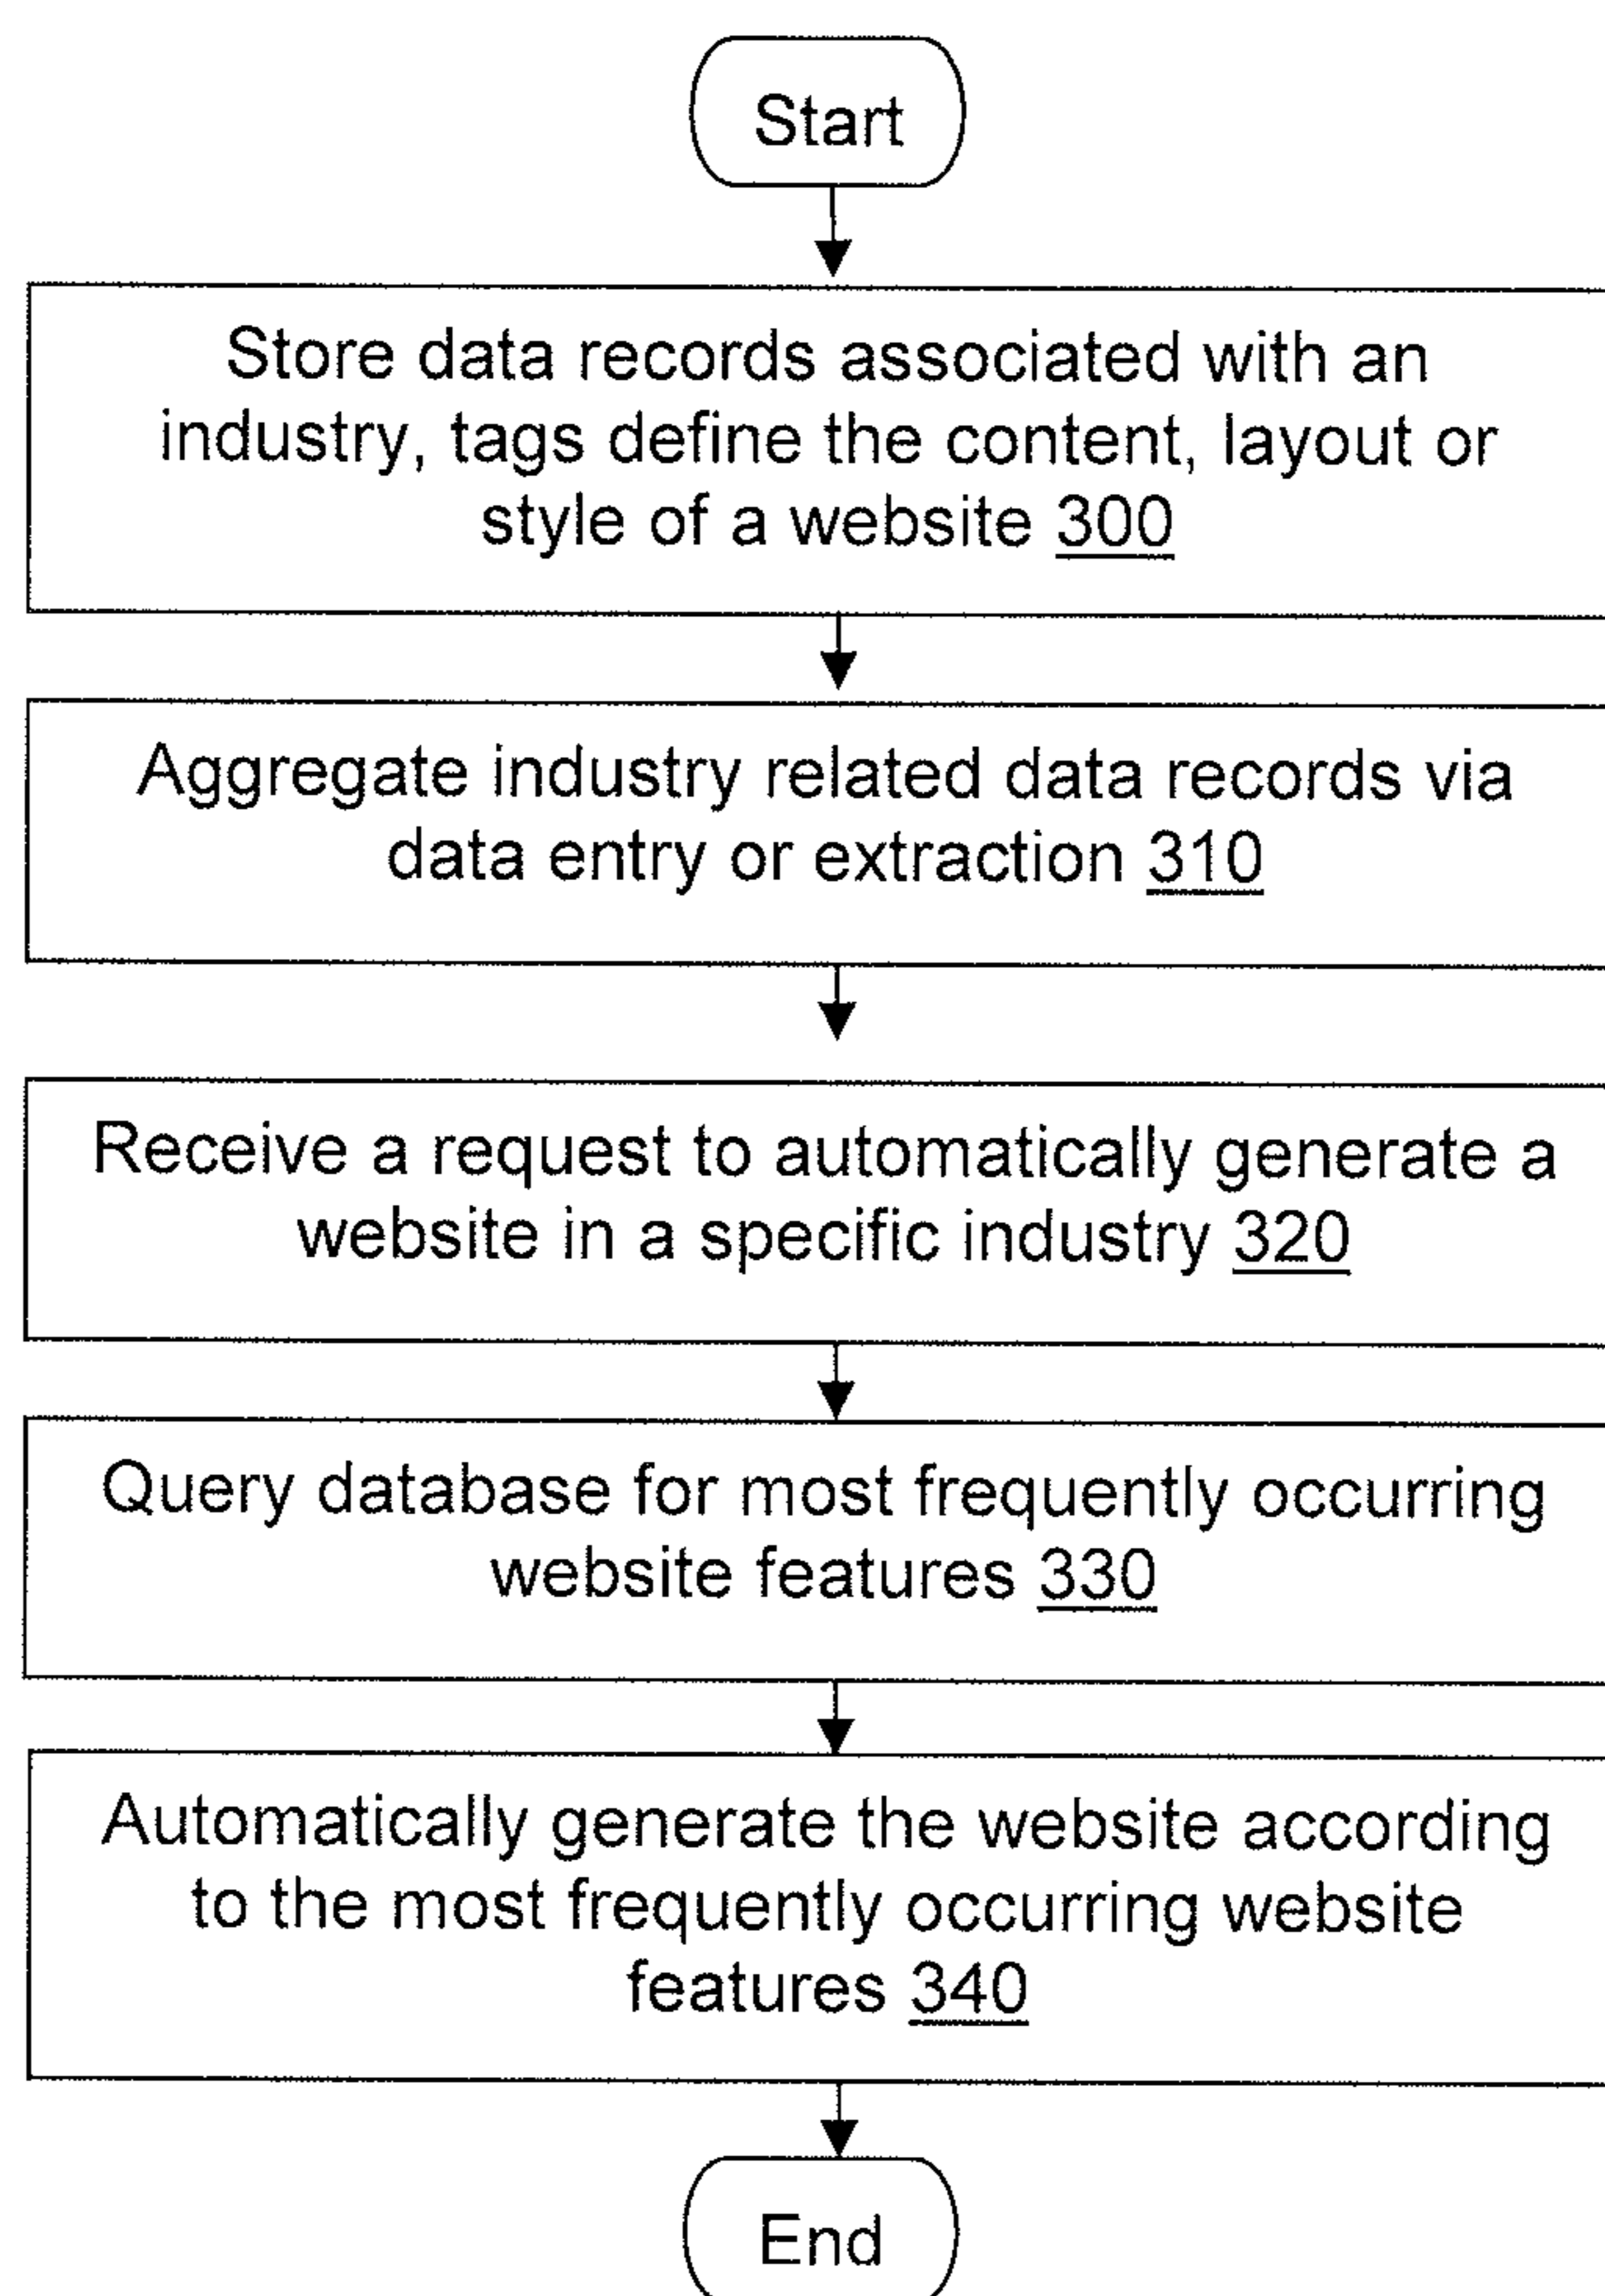 Start
Store data records associated with an
industry, tags define the content, layout or
style of a website 300
Aggregate industry related data records via
data entry or extraction 310
Receive a request to automatically generate a
website in a specific industry 320
Query database for most frequently occurring
website features 330
Automatically generate the website according
to the most frequently occurring website
features 340
End